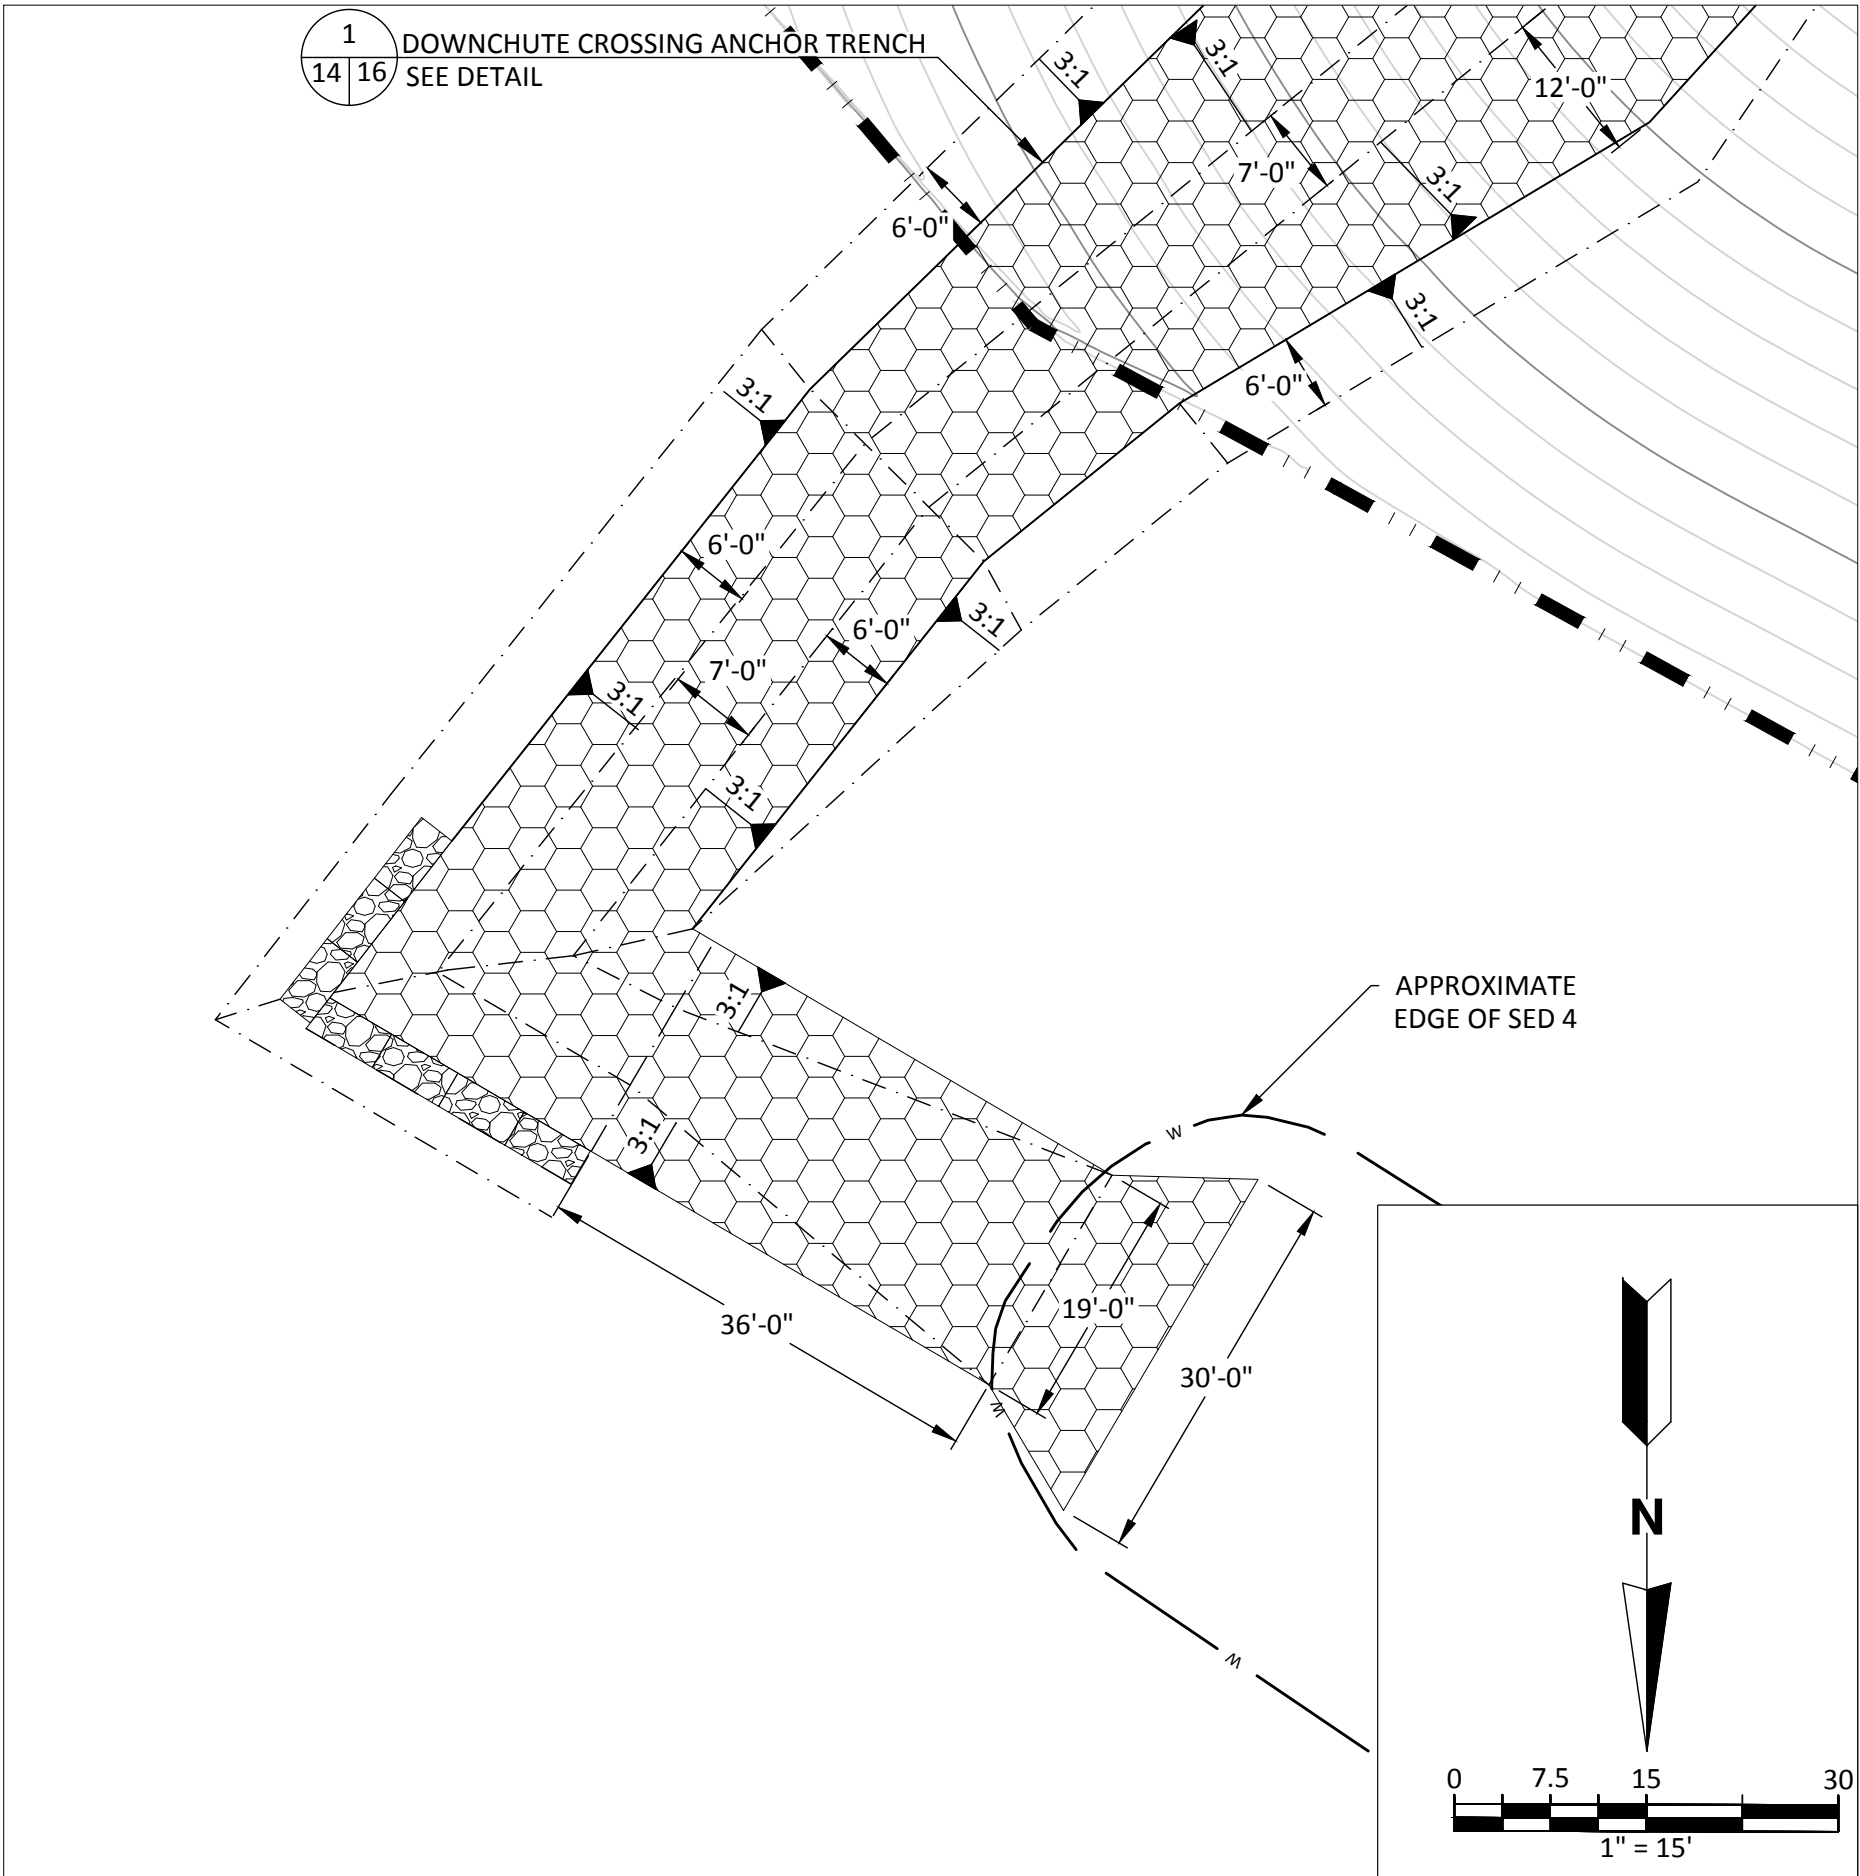 1
14 16
DOWNCHUTE CROSSING ANCHOR TRENCH
SEE DETAIL
3:1
3:1
12'-0"
7'-0"
3:1
6'-0"
3:1
6'-0"
3:1
6'-0"
6'-0"
3:1
7'-0"
3:1
3:1
3:1
3:1
APPROXIMATE
EDGE OF SED 4
W
19'-0"
36'-0"
30'-0"
W
W
N
0 7.5 15 30
1" = 15'